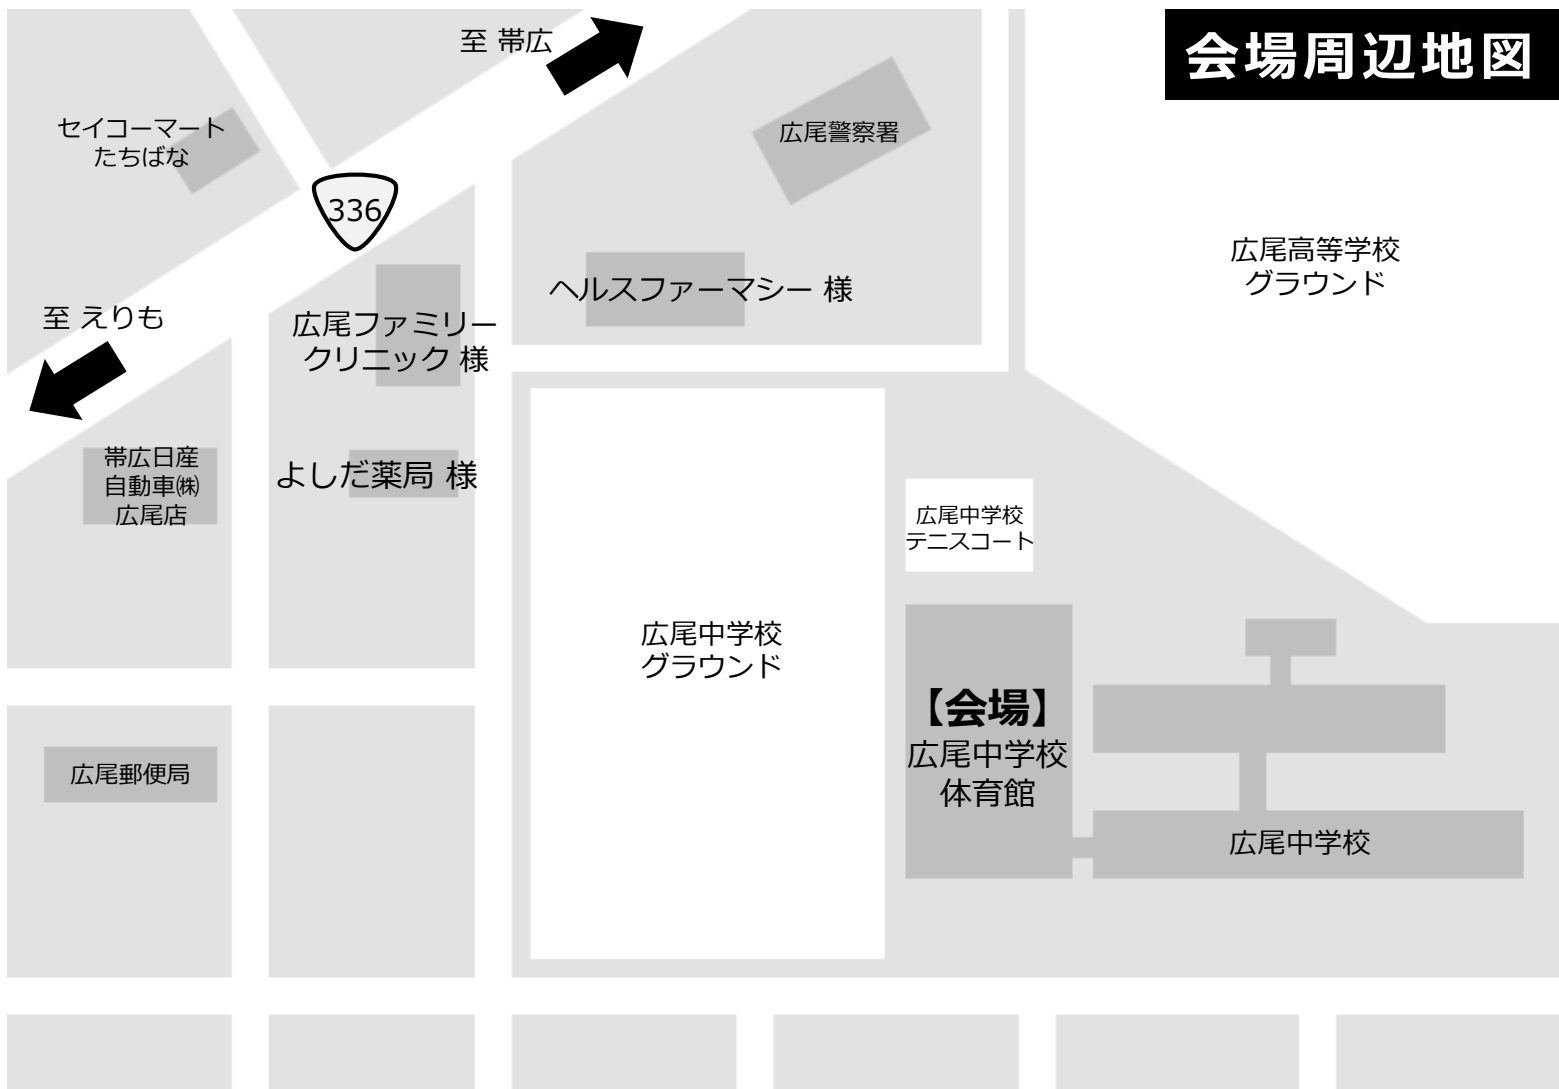 会場周辺地図
至 帯広
セイコーマート
たちばな
広尾警察署
336
広尾高等学校
グラウンド
ヘルスファーマシー 様
至 えりも
広尾ファミリー
クリニック 様
帯広日産
自動車㈱
広尾店
よしだ薬局 様
広尾中学校
テニスコート
広尾中学校
グラウンド
【会場】
広尾中学校
体育館
広尾郵便局
広尾中学校